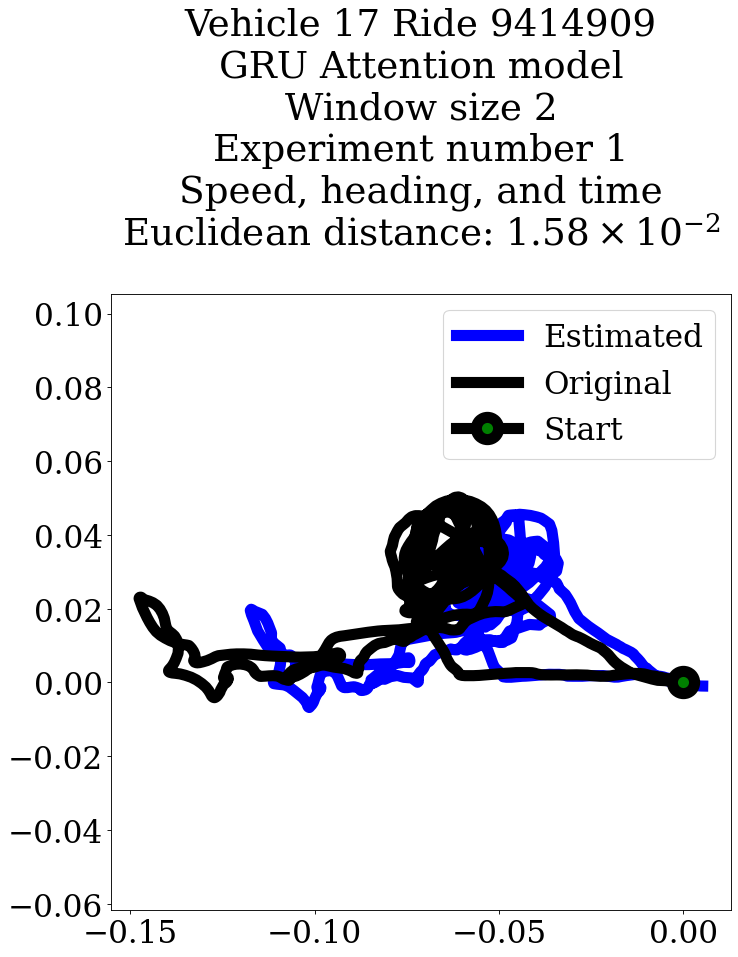 Vehicle 17 Ride 9414909
GRU Attention model
Window size 2
Experiment number 1
Speed, heading, and time
Euclidean distance: 1.58 × 10⁻²
Estimated
Original
Start
0.10
0.08
0.06
0.04
0.02
0.00
−0.02
−0.04
−0.06
−0.15 −0.10 −0.05 0.00